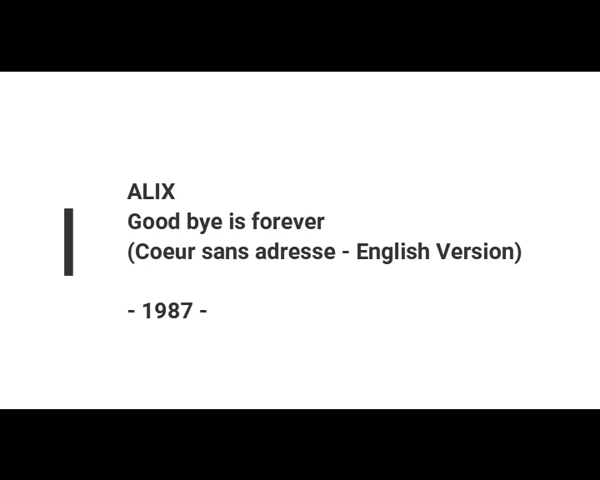 ALIX
Good bye is forever
(Coeur sans adresse - English Version)
- 1987 -